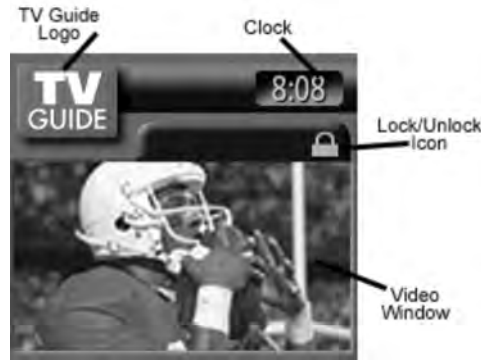 TV Guide
Logo
Clock
TV
GUIDE
8:08
Lock/Unlock
Icon
Video
Window